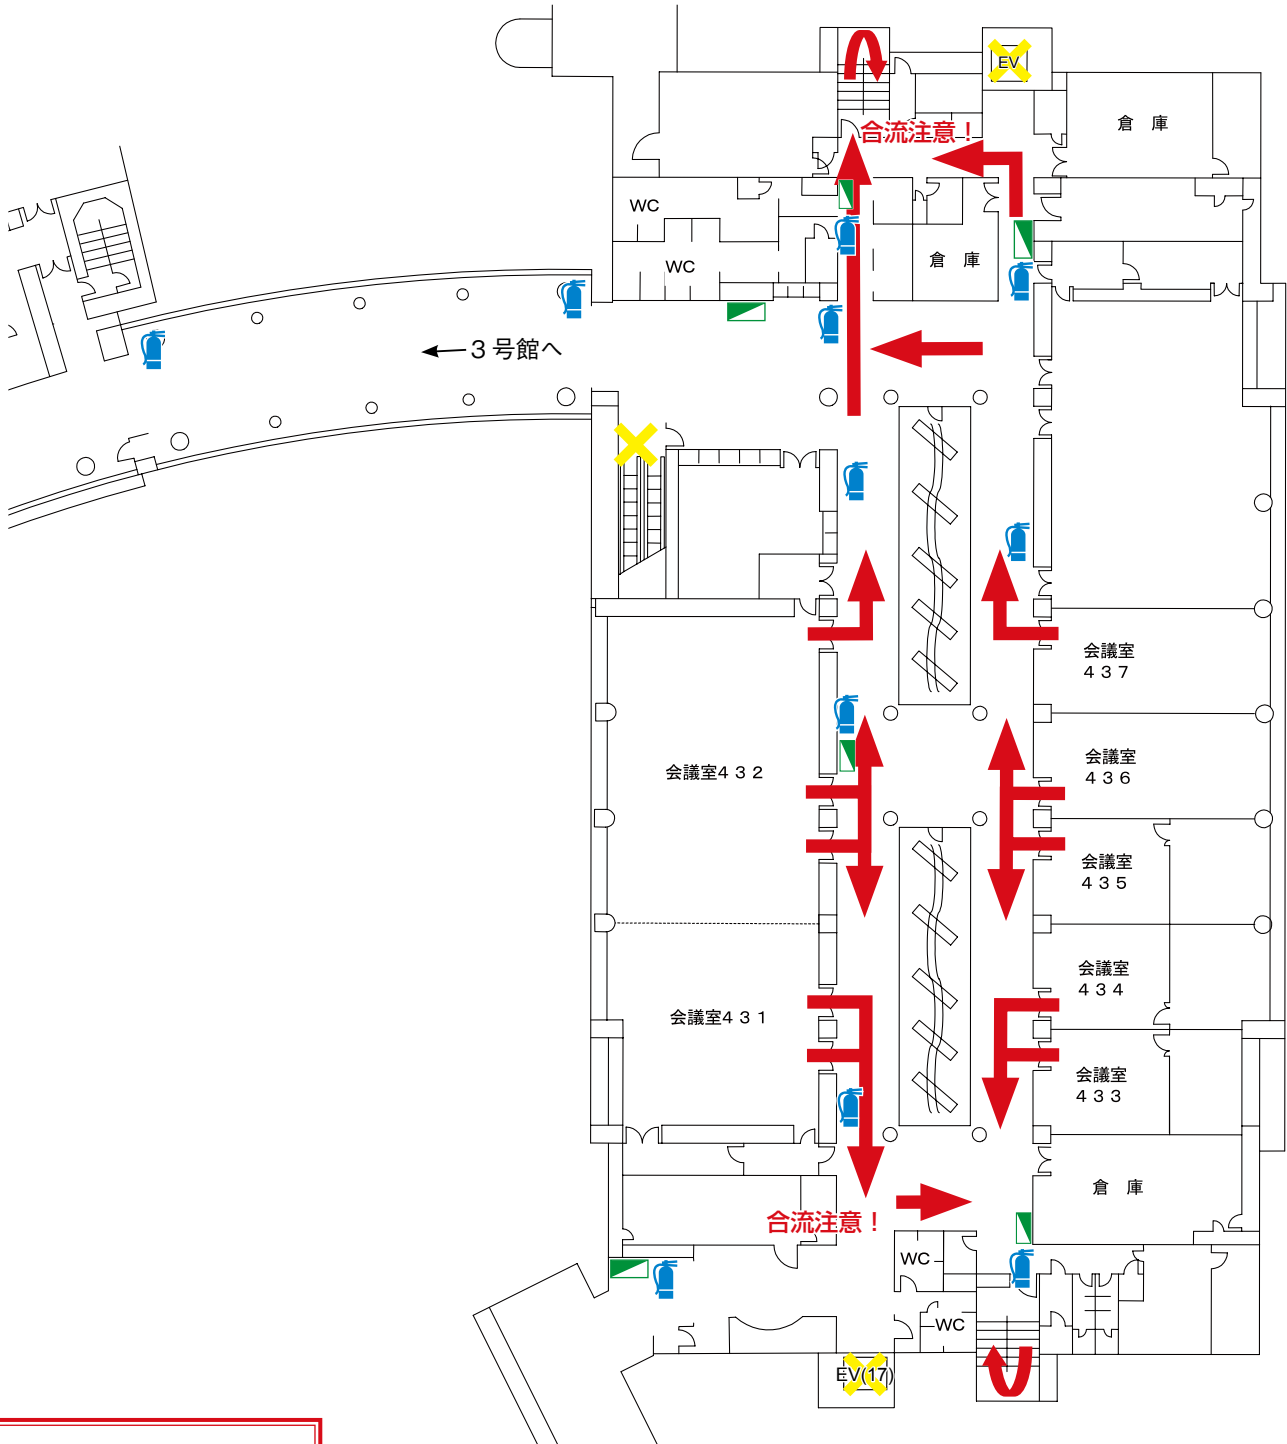 EV
倉 庫
合流注意！
WC
倉 庫
WC
３号館へ
会議室
４３７
会議室４３２
会議室
４３６
会議室
４３５
会議室
４３４
会議室４３１
会議室
４３３
倉 庫
合流注意！
WC
WC
EV(17)